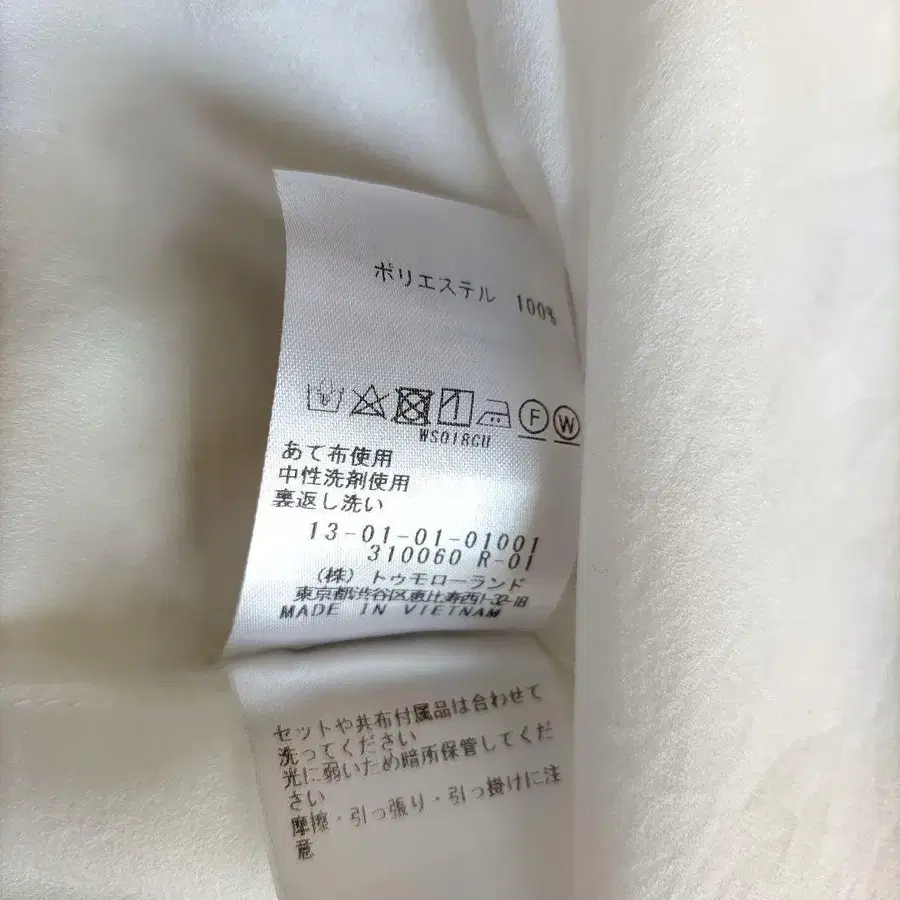 ポリエステル 100%
F W
WS018GU
あて布使用
中性洗剤使用
裏返し洗い
13-01-01-01001
310060 R-01
(株) トゥモローランド
東京都渋谷区恵比寿西1-32-18
MADE IN VIETNAM
セットや共布付属品は合わせて
洗ってください
光に弱いため暗所保管してくだ
さい
摩擦・引っ張り・引っ掛けに注
意